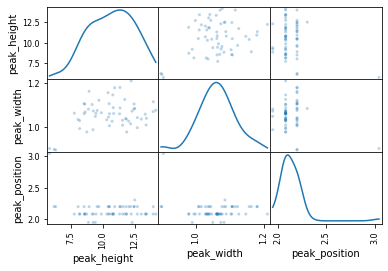 peak_height
12.5
10.0
7.5
peak_width
1.2
1.0
peak_position
3.0
2.5
2.0
7.5 10.0 12.5 1.0 1.2 2.0 2.5 3.0
peak_height peak_width peak_position